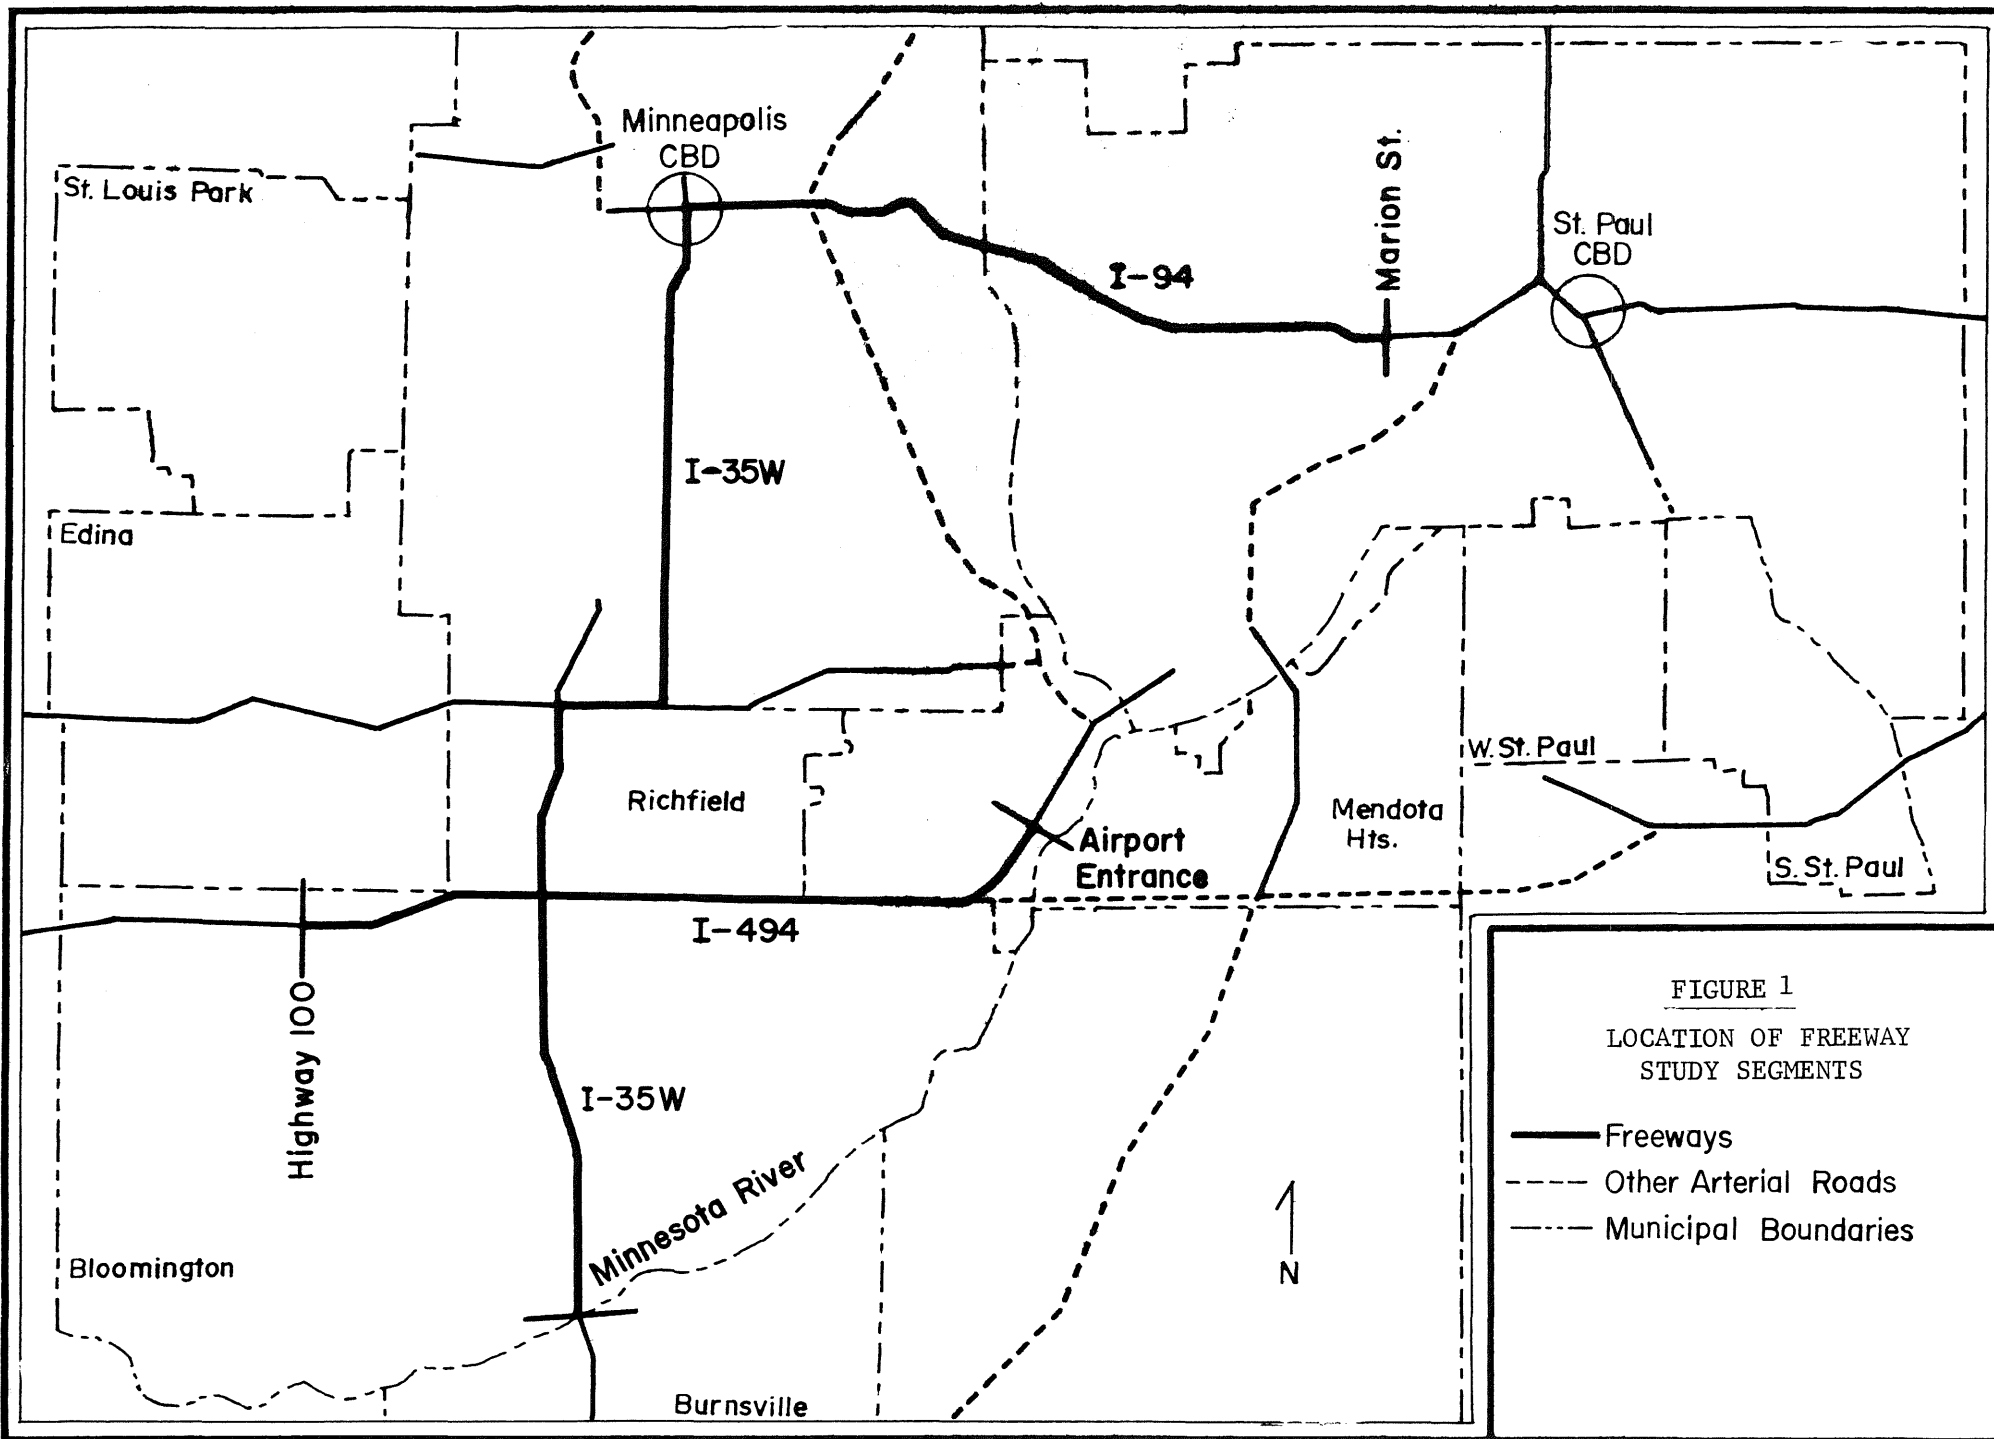 Minneapolis
CBD
St. Louis Park
Marion St.
St. Paul
CBD
I-94
I-35W
Edina
W. St. Paul
Richfield
Mendota
Hts.
Airport
Entrance
S. St. Paul
I-494
Highway 100
I-35W
Minnesota River
Bloomington
N
Burnsville
FIGURE 1
LOCATION OF FREEWAY
STUDY SEGMENTS
Freeways
Other Arterial Roads
Municipal Boundaries